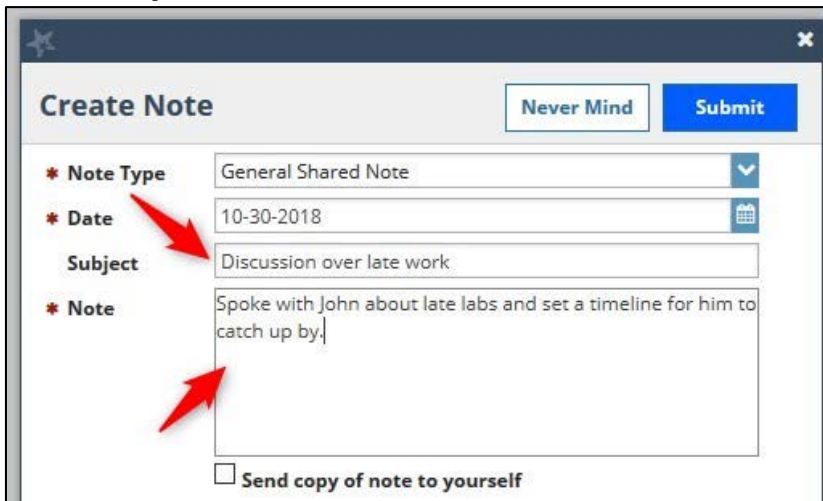 Create Note
Never Mind
Submit
* Note Type
General Shared Note
* Date
10-30-2018
Subject
Discussion over late work
* Note
Spoke with John about late labs and set a timeline for him to
catch up by.
Send copy of note to yourself